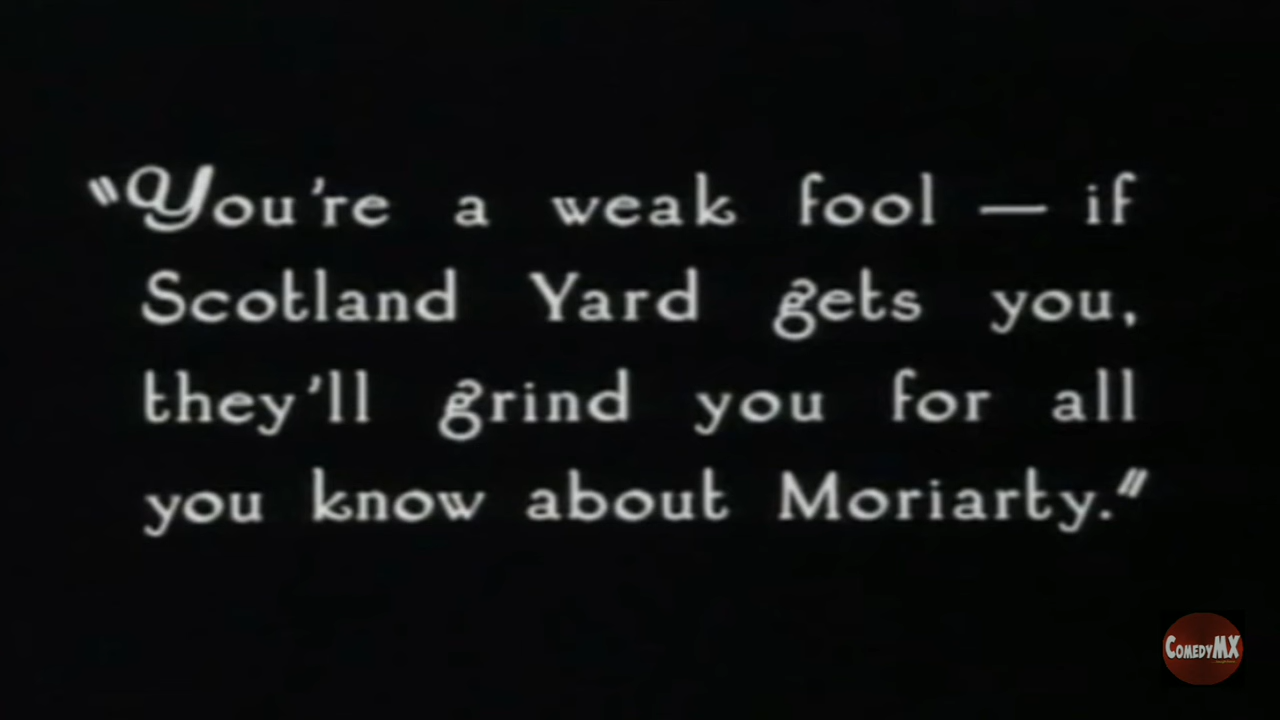 "You're a weak fool — if
Scotland Yard gets you,
they'll grind you for all
you know about Moriarty."
ComedyMX